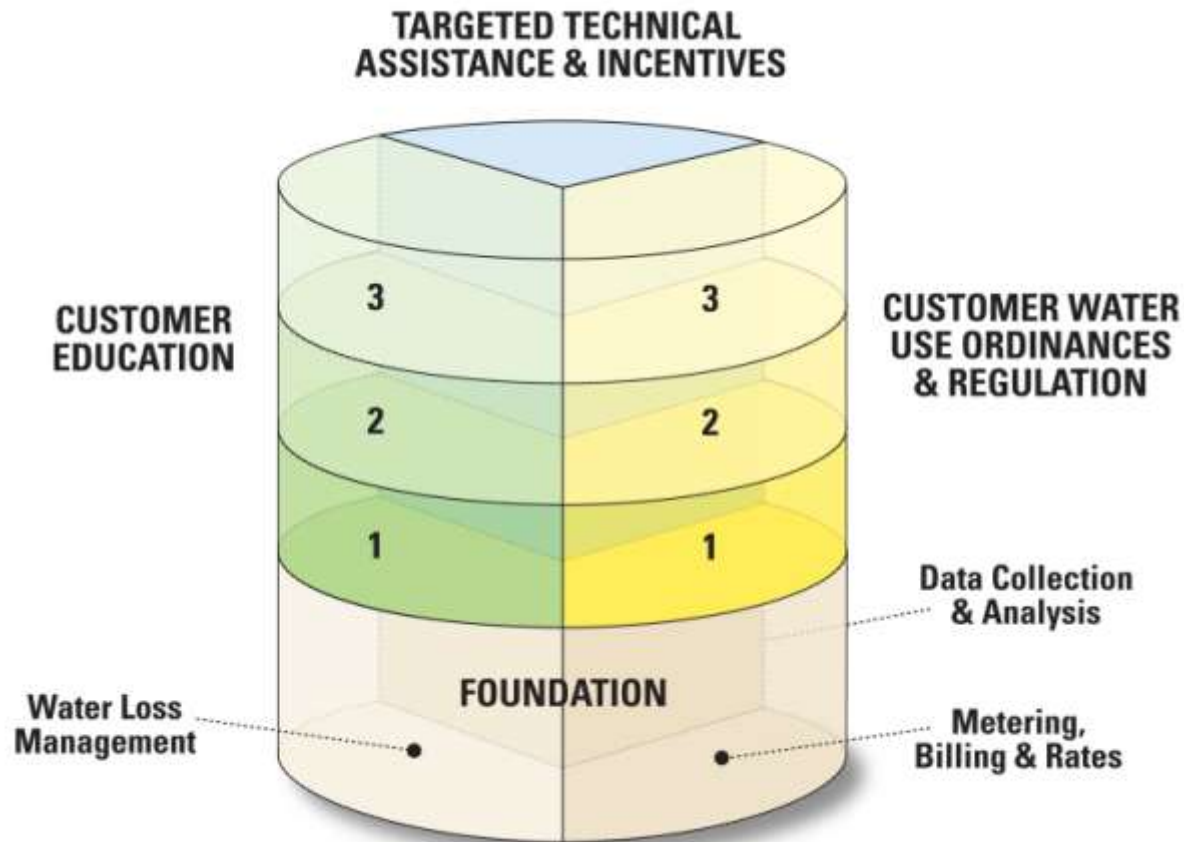 TARGETED TECHNICAL
ASSISTANCE & INCENTIVES
CUSTOMER
EDUCATION
3
3
CUSTOMER WATER
USE ORDINANCES
& REGULATION
2
2
1
1
Data Collection
& Analysis
FOUNDATION
Water Loss
Management
Metering,
Billing & Rates